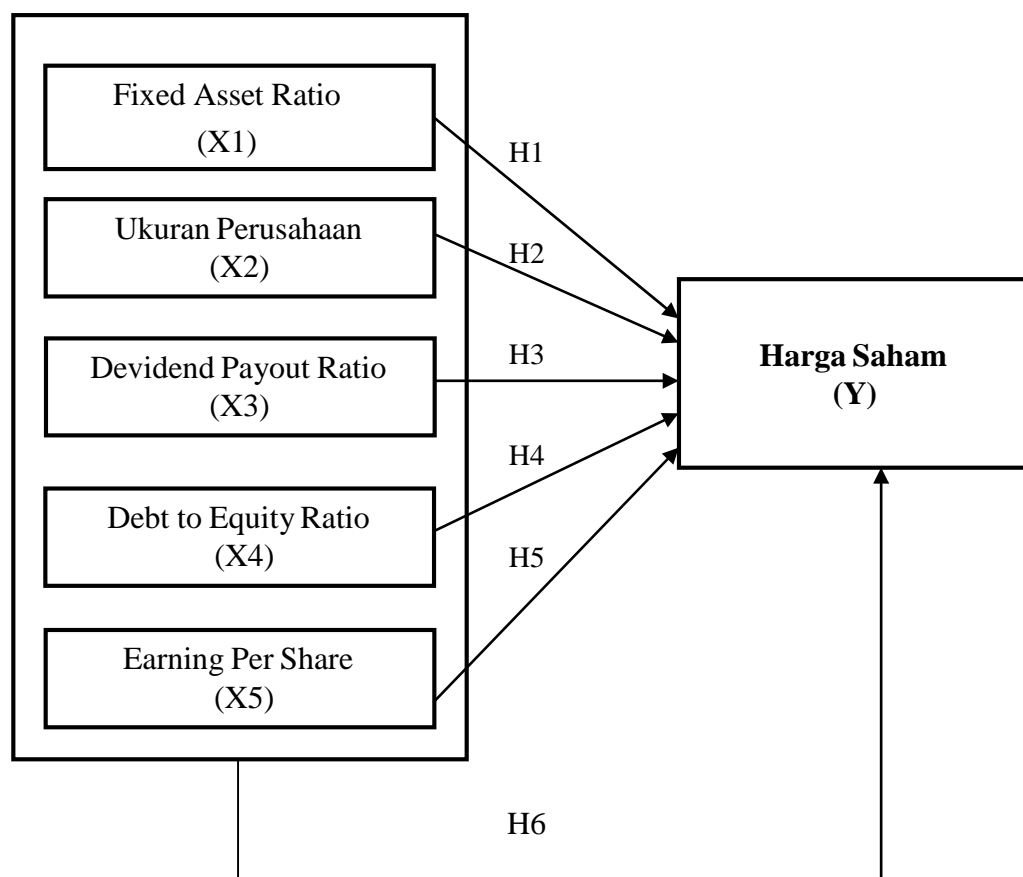 Fixed Asset Ratio
(X1)
H1
Ukuran Perusahaan
(X2)
H2
Devidend Payout Ratio
(X3)
H3
Harga Saham
(Y)
Debt to Equity Ratio
(X4)
H4
Earning Per Share
(X5)
H5
H6